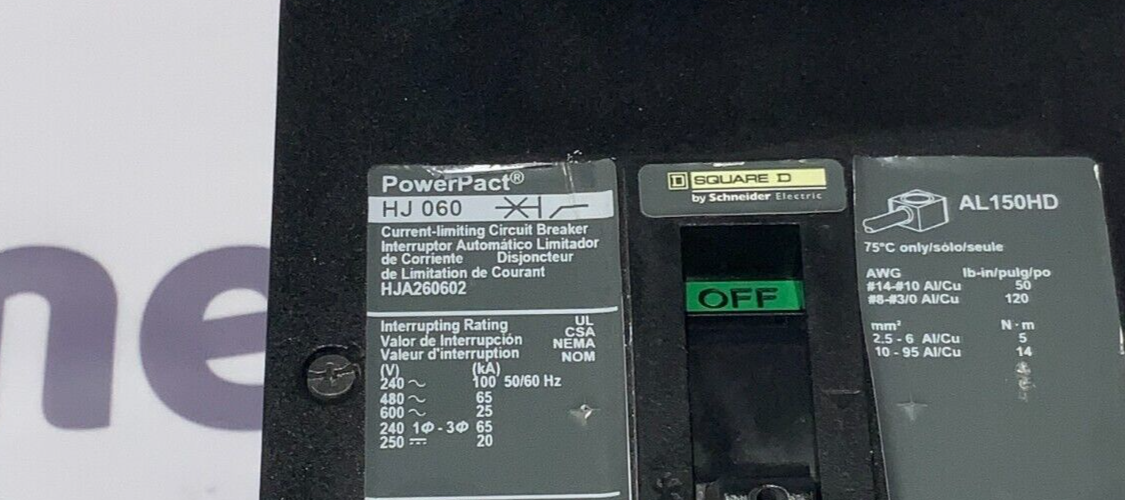 ne
PowerPact®
HJ 060
Current-limiting Circuit Breaker
Interruptor Automático Limitador
de Corriente Disjoncteur
de Limitation de Courant
HJA260602
Interrupting Rating UL
Valor de Interrupción CSA
Valeur d'interruption NEMA
NOM
(V) (kA)
240 ~ 100 50/60 Hz
480 ~ 65
600 ~ 25
240 1Φ - 3Φ 65
250 ⎓ 20
SQUARE D
by Schneider Electric
OFF
AL150HD
75°C only/sólo/seule
AWG lb-in/pulg/po
#14-#10 Al/Cu 50
#8-#3/0 Al/Cu 120
mm² N·m
2.5 - 6 Al/Cu 5
10 - 95 Al/Cu 14